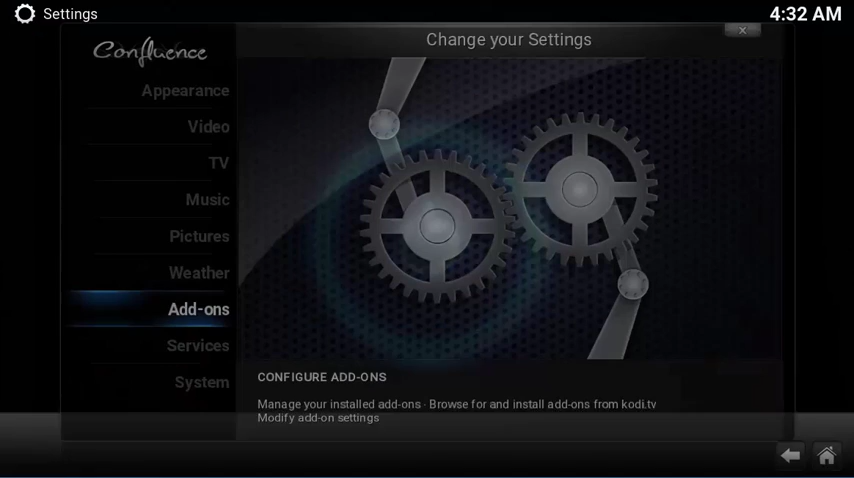 Settings
4:32 AM
Confluence
Change your Settings
x
Appearance
Video
TV
Music
Pictures
Weather
Add-ons
Services
System
CONFIGURE ADD-ONS
Manage your installed add-ons · Browse for and install add-ons from kodi.tv
Modify add-on settings